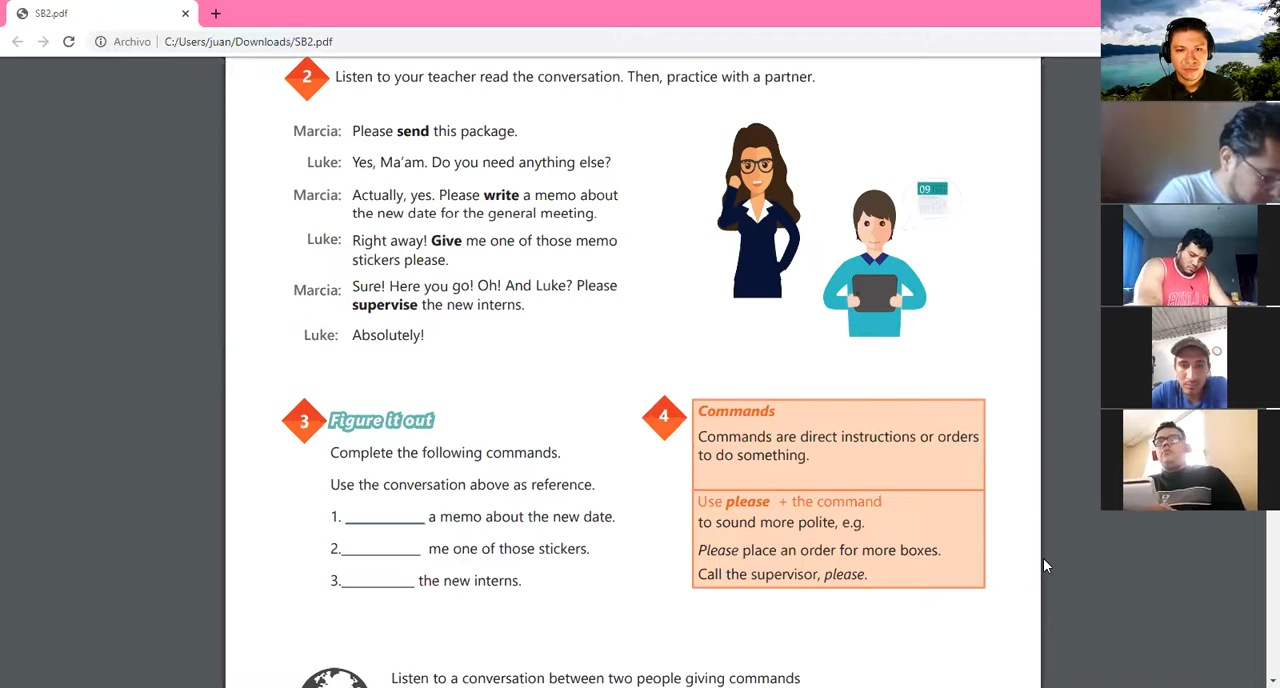 SB2.pdf
Archivo
C:/Users/juan/Downloads/SB2.pdf
2 Listen to your teacher read the conversation. Then, practice with a partner.
Marcia: Please send this package.
Luke: Yes, Ma'am. Do you need anything else?
Marcia: Actually, yes. Please write a memo about
the new date for the general meeting.
Luke: Right away! Give me one of those memo
stickers please.
Marcia: Sure! Here you go! Oh! And Luke? Please
supervise the new interns.
Luke: Absolutely!
09
3 Figure it out
Complete the following commands.
Use the conversation above as reference.
1. __________ a memo about the new date.
2.__________ me one of those stickers.
3._________ the new interns.
4 Commands
Commands are direct instructions or orders
to do something.
Use please + the command
to sound more polite, e.g.
Please place an order for more boxes.
Call the supervisor, please.
Listen to a conversation between two people giving commands